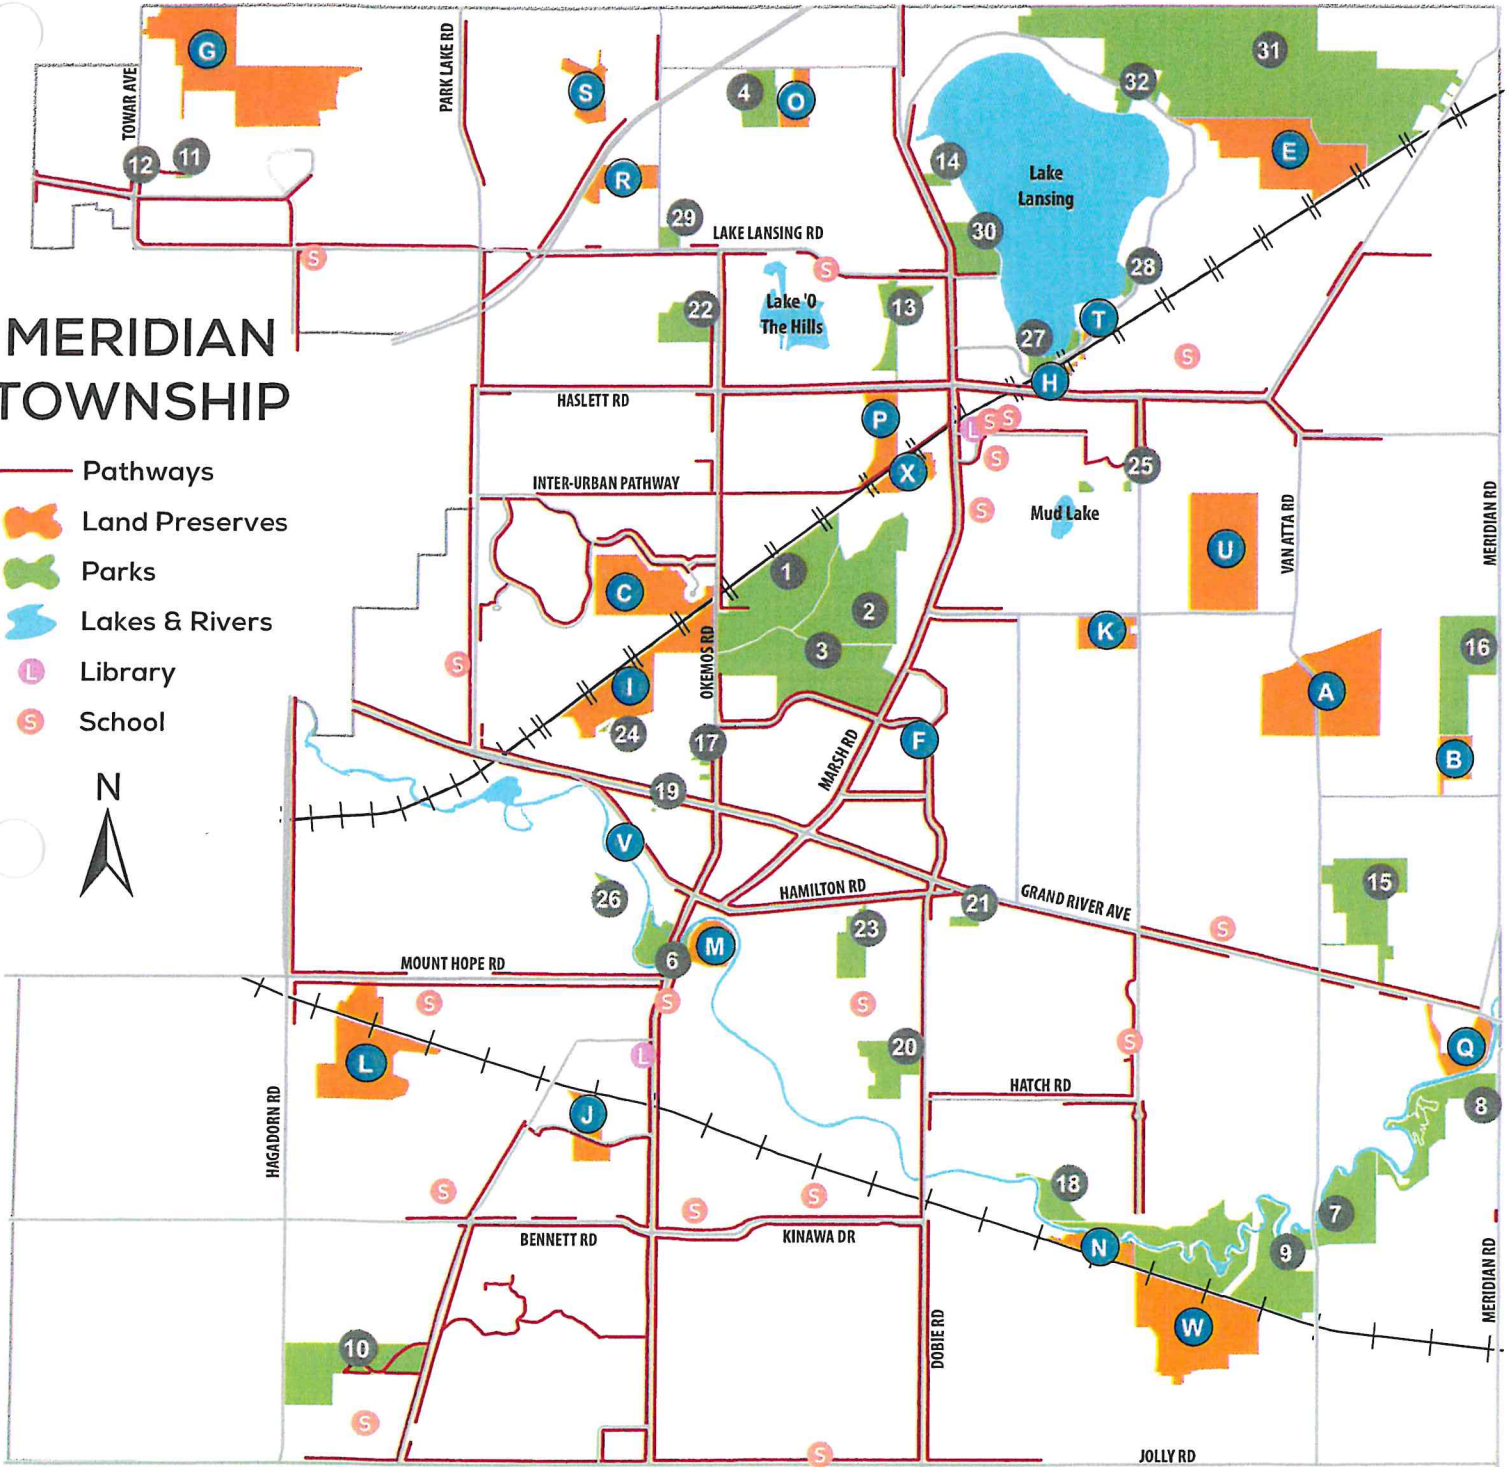 G
S
4
O
31
32
PARK LAKE RD
TOWAR AVE
12
11
R
14
Lake
Lansing
E
29
LAKE LANSING RD
30
S
S
28
22
Lake 'O
The Hills
13
T
27
S
H
MERIDIAN
TOWNSHIP
HASLETT RD
P
L
S
S
S
25
X
Pathways
INTER-URBAN PATHWAY
S
Mud Lake
Land Preserves
U
VAN ATTA RD
MERIDIAN RD
Parks
1
C
2
Lakes & Rivers
K
3
16
OKEMOS RD
L
Library
S
I
A
S
School
24
17
F
MARSH RD
B
N
19
V
26
HAMILTON RD
21
GRAND RIVER AVE
15
23
S
M
6
MOUNT HOPE RD
S
S
S
L
20
S
Q
L
HATCH RD
8
J
HAGADORN RD
S
S
S
18
7
BENNETT RD
KINAWA DR
N
9
MERIDIAN RD
W
10
DOBIE RD
S
S
JOLLY RD